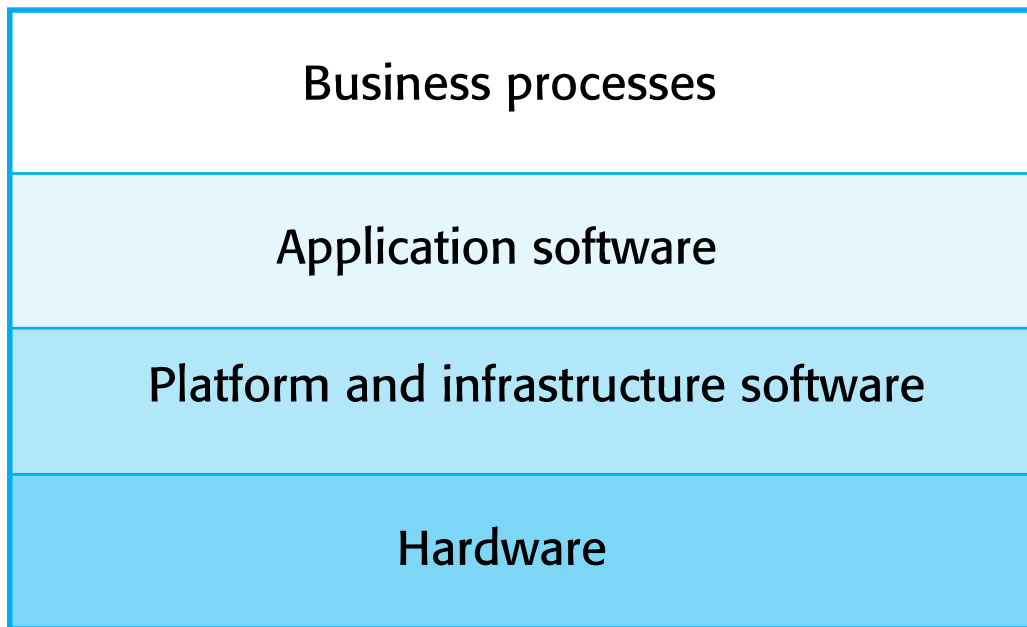 Business processes
Application software
Platform and infrastructure software
Hardware